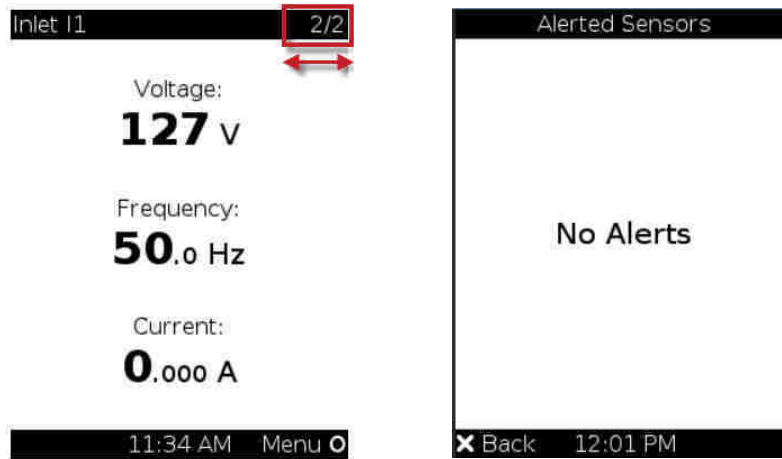 Inlet I1 2/2
Voltage:
127 V
Frequency:
50.0 Hz
Current:
0.000 A
11:34 AM Menu
Alerted Sensors
No Alerts
Back 12:01 PM